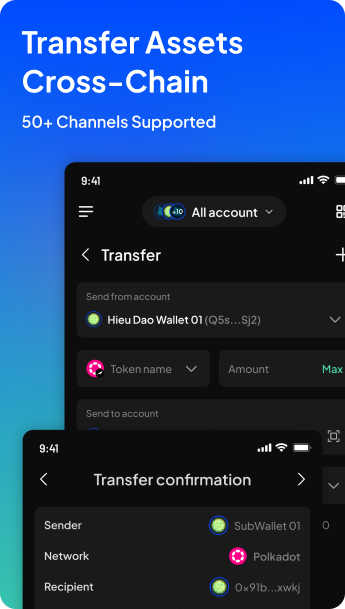 Transfer Assets
Cross-Chain
50+ Channels Supported
9:41
+10 All account
Transfer
Send from account
Hieu Dao Wallet 01 (Q5s...Sj2)
Token name
Amount Max
Send to account
9:41
Transfer confirmation
Sender SubWallet 01
0
Network Polkadot
Recipient 0x91b...xwkj